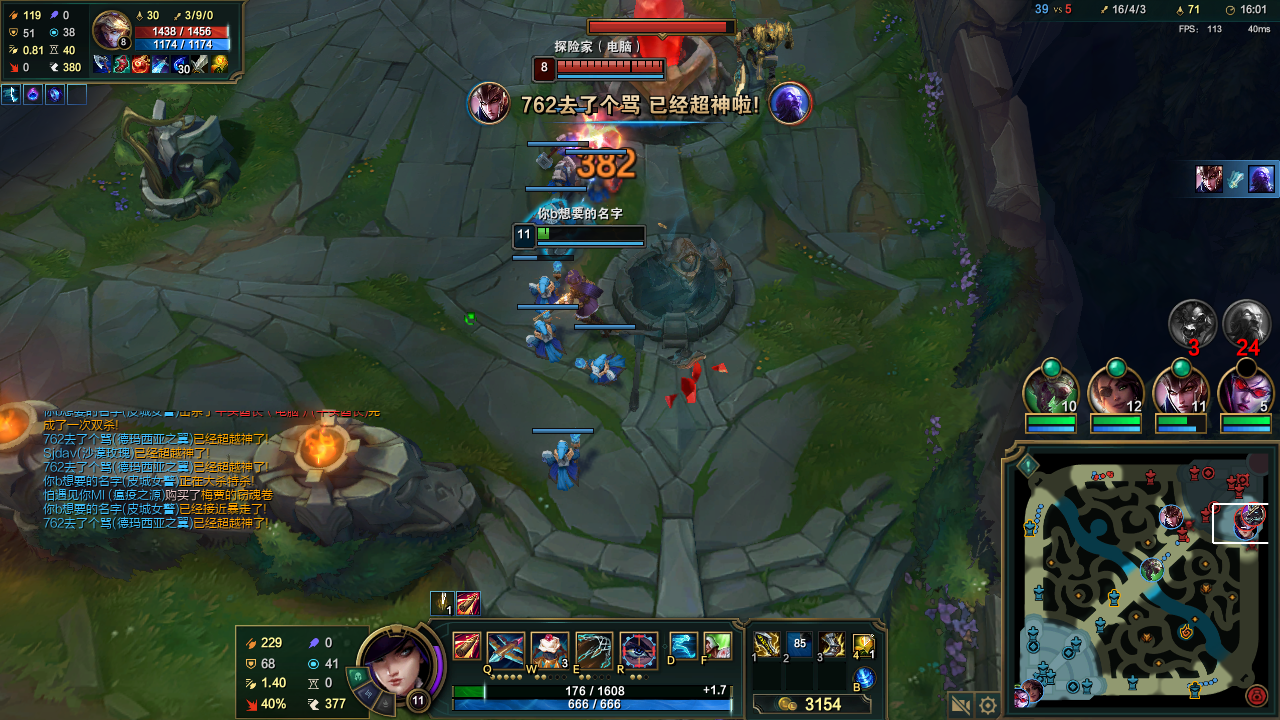 119 0 30 3/9/0
51 38 1438 / 1456
0.81 40 1174 / 1174
0 380 8 30
39 vs 5 16/4/3 71 16:01
FPS: 113 40ms
探险家（电脑）
8
762去了个骂 已经超神啦!
382
你b想要的名字
11
3 24
10 12 11 5
成了一次双杀!
762去了个骂(德玛西亚之翼)已经超越神了!
Sjdav(沙漠玫瑰)已经超越神了!
762去了个骂(德玛西亚之翼)已经超越神了!
你b想要的名字(皮城女警)正在大杀特杀!
怕遇见你MI (瘟疫之源)购买了梅贾的窃魂卷
你b想要的名字(皮城女警)已经接近暴走了!
762去了个骂(德玛西亚之翼)已经超越神了!
1
229 0
68 41
1.40 0
40% 377
11
Q W 3 E R D F
176 / 1608 +1.7
666 / 666
1 2 85 3 4 1
B
3154